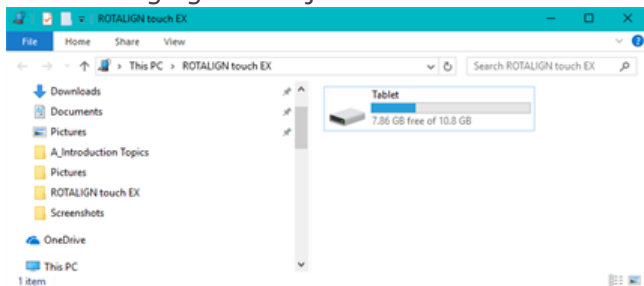 ROTALIGN touch EX
File Home Share View
This PC > ROTALIGN touch EX
Search ROTALIGN touch EX
Downloads
Documents
Pictures
A_Introduction Topics
Pictures
ROTALIGN touch EX
Screenshots
OneDrive
This PC
Tablet
7.86 GB free of 10.8 GB
1 item